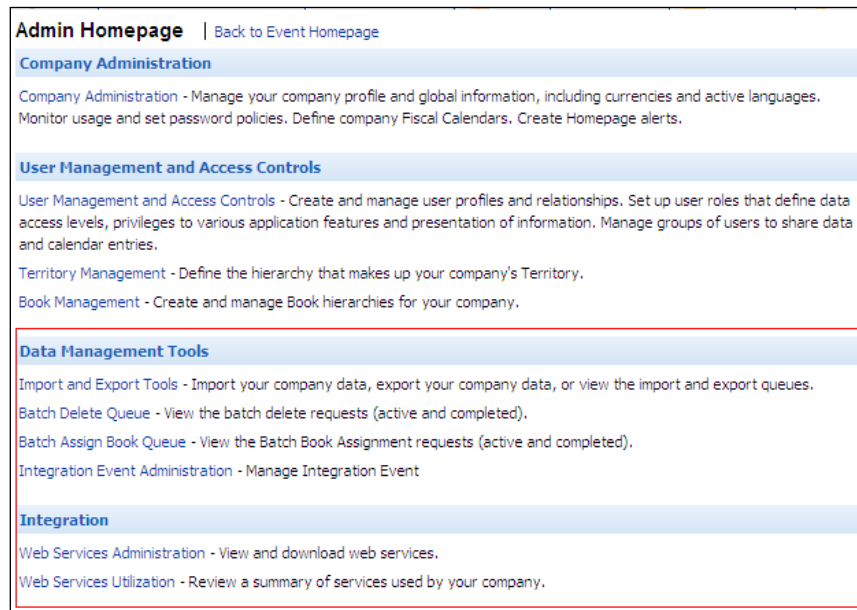 Admin Homepage | Back to Event Homepage
Company Administration
Company Administration - Manage your company profile and global information, including currencies and active languages.
Monitor usage and set password policies. Define company Fiscal Calendars. Create Homepage alerts.
User Management and Access Controls
User Management and Access Controls - Create and manage user profiles and relationships. Set up user roles that define data
access levels, privileges to various application features and presentation of information. Manage groups of users to share data
and calendar entries.
Territory Management - Define the hierarchy that makes up your company's Territory.
Book Management - Create and manage Book hierarchies for your company.
Data Management Tools
Import and Export Tools - Import your company data, export your company data, or view the import and export queues.
Batch Delete Queue - View the batch delete requests (active and completed).
Batch Assign Book Queue - View the Batch Book Assignment requests (active and completed).
Integration Event Administration - Manage Integration Event
Integration
Web Services Administration - View and download web services.
Web Services Utilization - Review a summary of services used by your company.